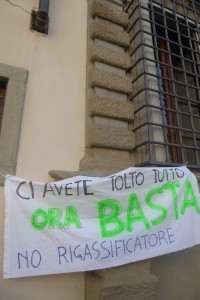 CI AVETE TOLTO TUTTO
ORA BASTA
NO RIGASSIFICATORE